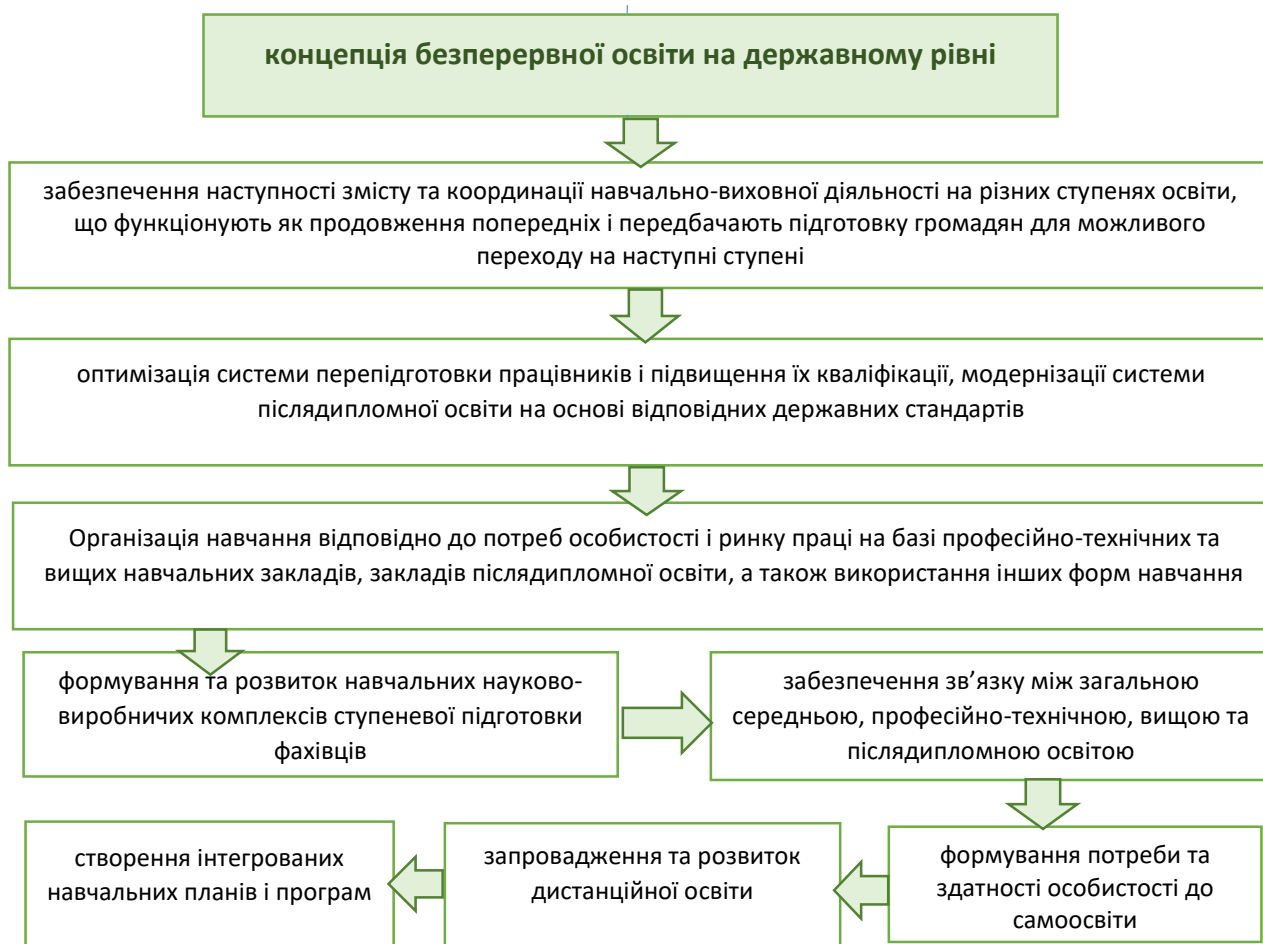 концепція безперервної освіти на державному рівні
забезпечення наступності змісту та координації навчально-виховної діяльності на різних ступенях освіти,
що функціонують як продовження попередніх і передбачають підготовку громадян для можливого
переходу на наступні ступені
оптимізація системи перепідготовки працівників і підвищення їх кваліфікації, модернізації системи
післядипломної освіти на основі відповідних державних стандартів
Організація навчання відповідно до потреб особистості і ринку праці на базі професійно-технічних та
вищих навчальних закладів, закладів післядипломної освіти, а також використання інших форм навчання
формування та розвиток навчальних науково-
виробничих комплексів ступеневої підготовки
фахівців
забезпечення зв’язку між загальною
середньою, професійно-технічною, вищою та
післядипломною освітою
формування потреби та
здатності особистості до
самоосвіти
запровадження та розвиток
дистанційної освіти
створення інтегрованих
навчальних планів і програм